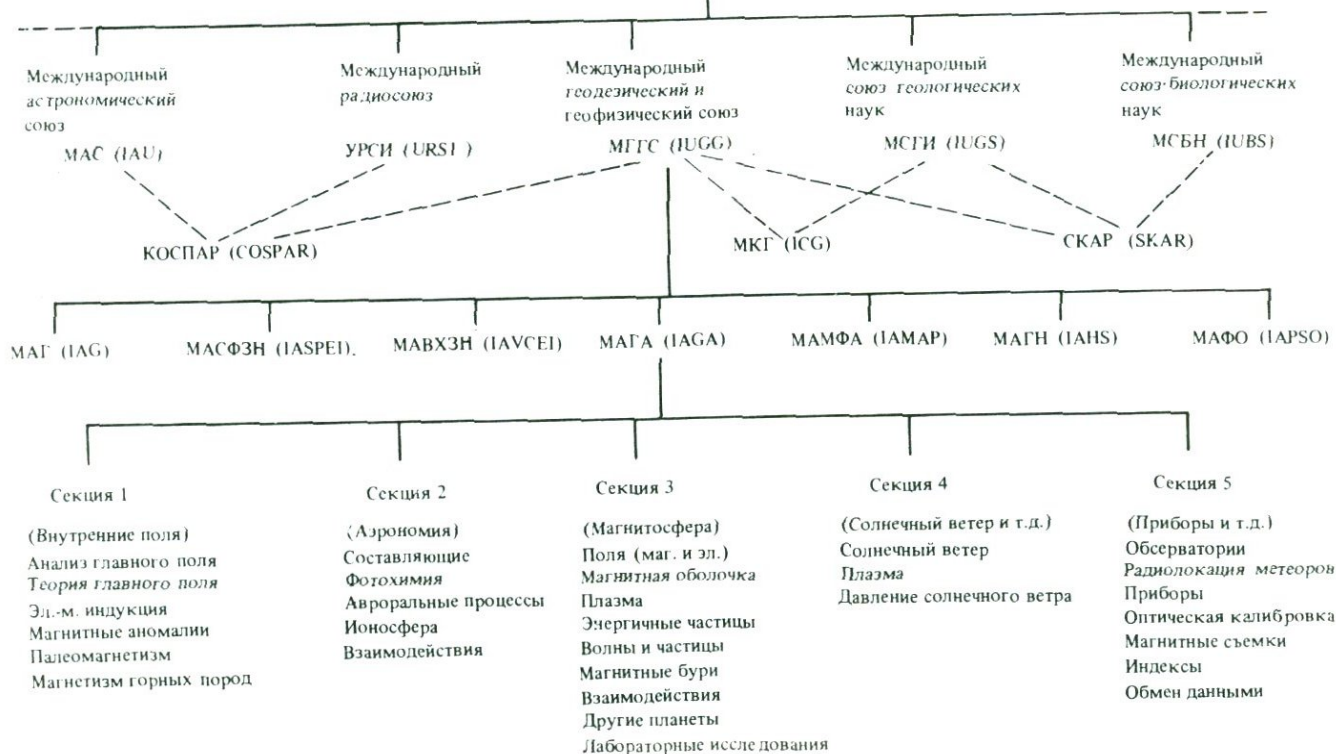 Международный
астрономический
союз
МАС (IAU)
Международный
радиосоюз
УРСИ (URSI )
Международный
геодезический и
геофизический союз
МГГС (IUGG)
Международный
союз геологических
наук
МСГИ (IUGS)
Международный
союз·биологических
наук
МСБН (IUBS)
КОСПАР (COSPAR)
МКГ (ICG)
СКАР (SKAR)
МАГ (IAG)
МАСФЗН (IASPEI).
МАВХЗН (IAVCEI)
МАГА (IAGA)
МАМФА (IAMAP)
МАГН (IAHS)
МАФО (IAPSO)
Секция 1
(Внутренние поля)
Анализ главного поля
Теория главного поля
Эл.-м. индукция
Магнитные аномалии
Палеомагнетизм
Магнетизм горных пород
Секция 2
(Аэрономия)
Составляющие
Фотохимия
Авроральные процессы
Ионосфера
Взаимодействия
Секция 3
(Магнитосфера)
Поля (маг. и эл.)
Магнитная оболочка
Плазма
Энергичные частицы
Волны и частицы
Магнитные бури
Взаимодействия
Другие планеты
Лабораторные исследования
Секция 4
(Солнечный ветер и т.д.)
Солнечный ветер
Плазма
Давление солнечного ветра
Секция 5
(Приборы и т.д.)
Обсерватории
Радиолокация метеоров
Приборы
Оптическая калибровка
Магнитные съемки
Индексы
Обмен данными